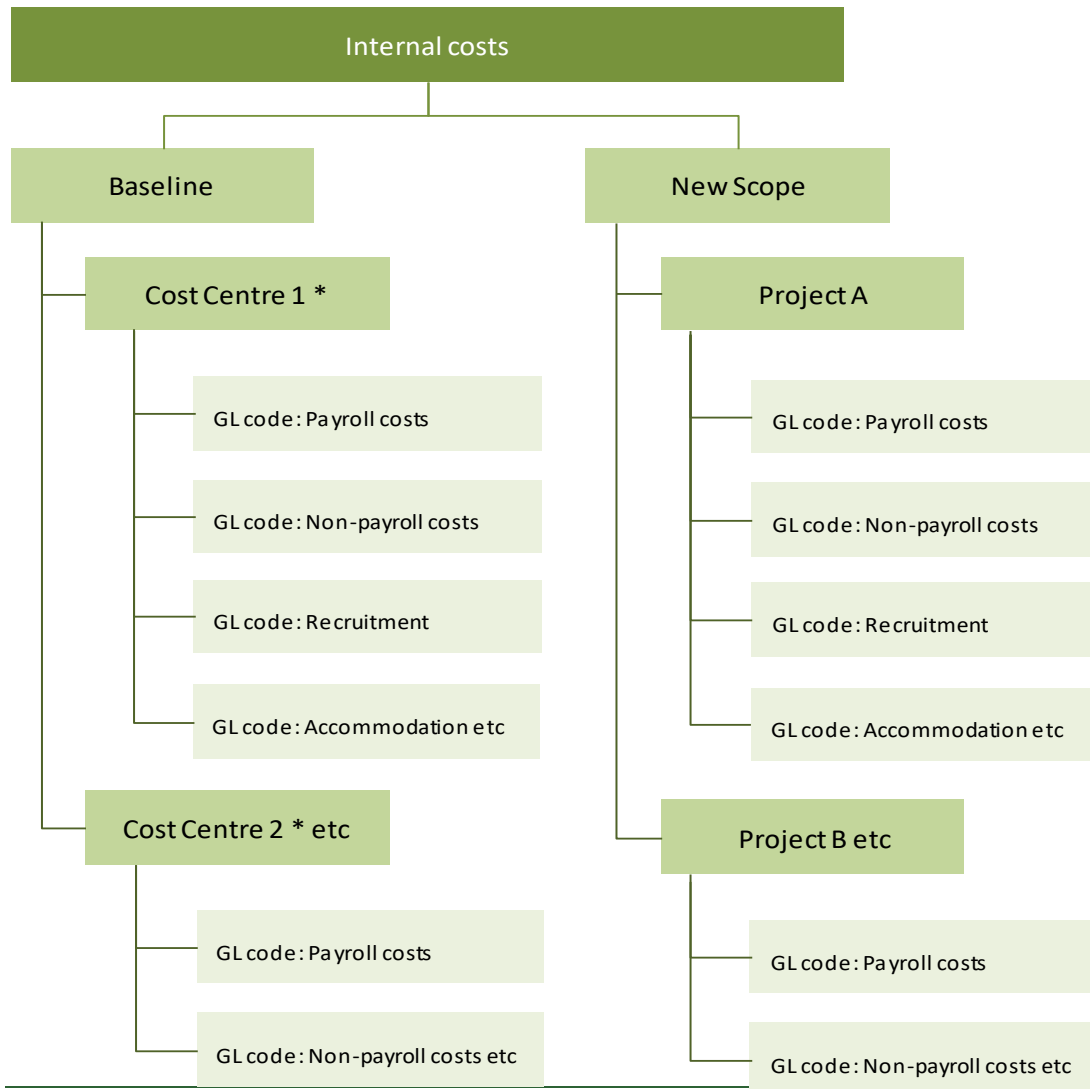 Internal costs
Baseline
New Scope
Cost Centre 1 *
Project A
GL code: Payroll costs
GL code: Payroll costs
GL code: Non-payroll costs
GL code: Non-payroll costs
GL code: Recruitment
GL code: Recruitment
GL code: Accommodation etc
GL code: Accommodation etc
Cost Centre 2 * etc
Project B etc
GL code: Payroll costs
GL code: Payroll costs
GL code: Non-payroll costs etc
GL code: Non-payroll costs etc